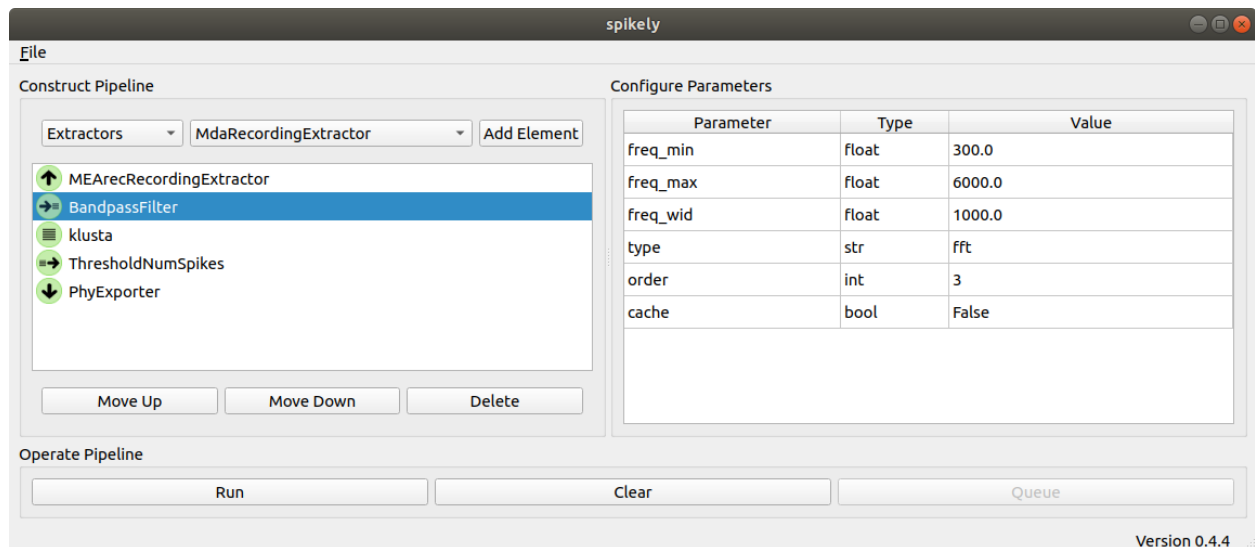 spikely
File
Construct Pipeline
Extractors MdaRecordingExtractor Add Element
MEArecRecordingExtractor
BandpassFilter
klusta
ThresholdNumSpikes
PhyExporter
Move Up Move Down Delete
Configure Parameters
Parameter Type Value
freq_min float 300.0
freq_max float 6000.0
freq_wid float 1000.0
type str fft
order int 3
cache bool False
Operate Pipeline
Run Clear Queue
Version 0.4.4